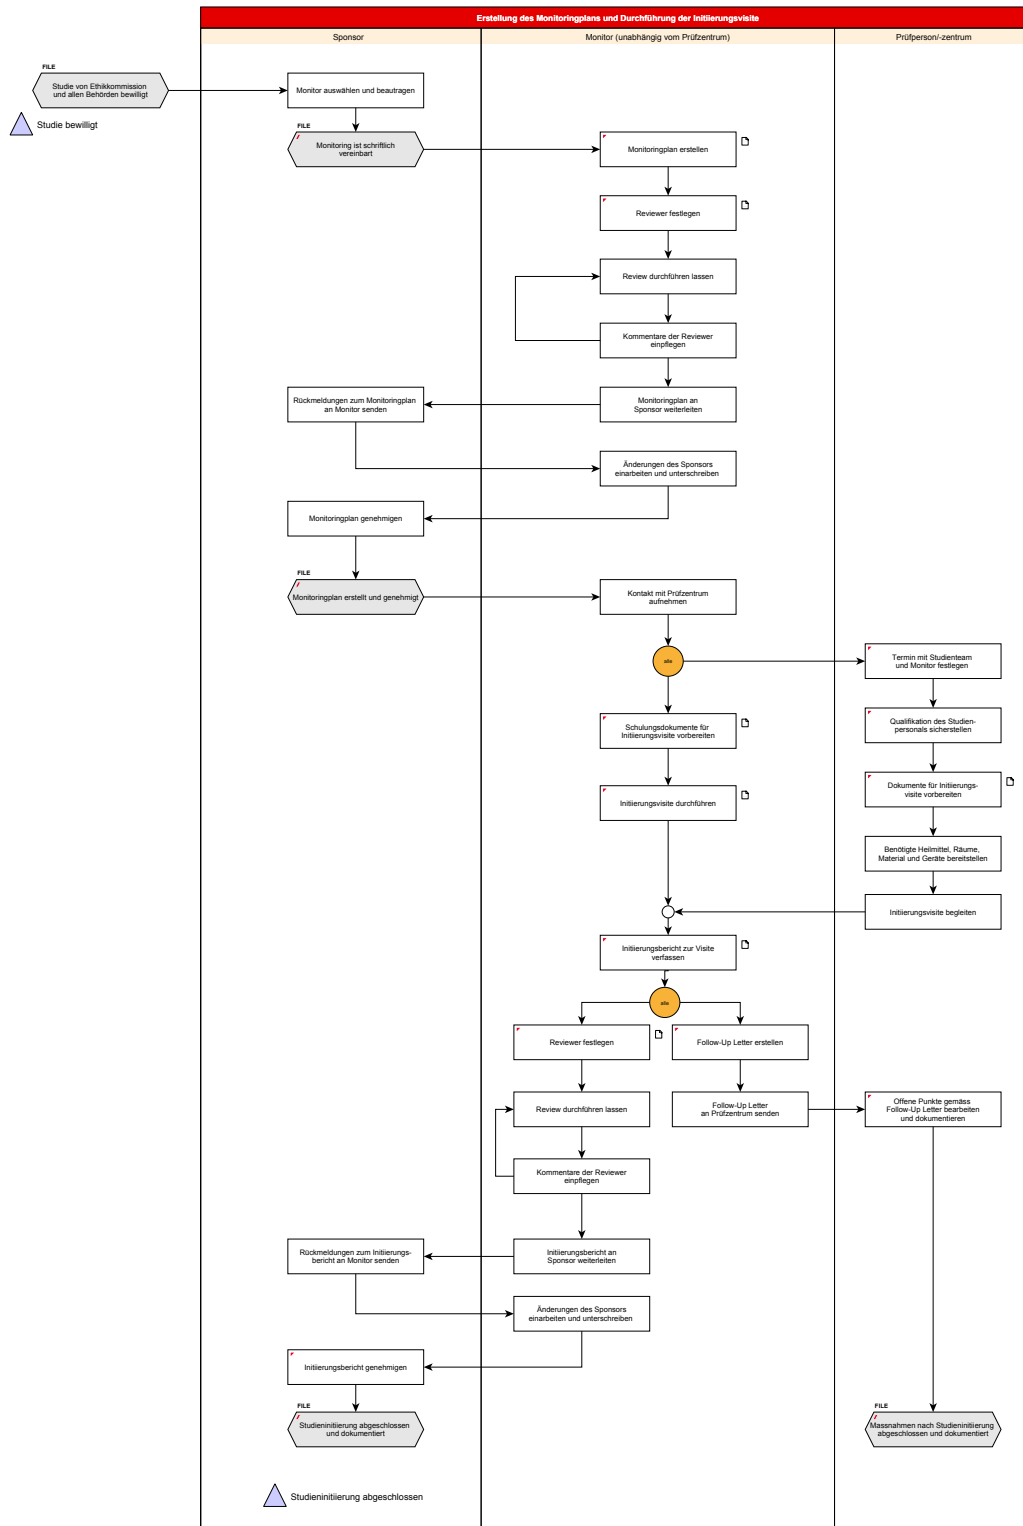 Erstellung des Monitoringplans und Durchführung der Initiierungsvisite
Sponsor
Monitor (unabhängig vom Prüfzentrum)
Prüfperson/-zentrum
FILE
Studie von Ethikkommission
und allen Behörden bewilligt
Studie bewilligt
Monitor auswählen und beautragen
FILE
Monitoring ist schriftlich
vereinbart
Monitoringplan erstellen
Reviewer festlegen
Review durchführen lassen
Kommentare der Reviewer
einpflegen
Rückmeldungen zum Monitoringplan
an Monitor senden
Monitoringplan an
Sponsor weiterleiten
Änderungen des Sponsors
einarbeiten und unterschreiben
Monitoringplan genehmigen
FILE
Monitoringplan erstellt und genehmigt
Kontakt mit Prüfzentrum
aufnehmen
alle
Termin mit Studienteam
und Monitor festlegen
Schulungsdokumente für
Initiierungsvisite vorbereiten
Qualifikation des Studien-
personals sicherstellen
Initiierungsvisite durchführen
Dokumente für Initiierungs-
visite vorbereiten
Benötigte Heilmittel, Räume,
Material und Geräte bereitstellen
Initiierungsvisite begleiten
Initiierungsbericht zur Visite
verfassen
alle
Reviewer festlegen
Follow-Up Letter erstellen
Review durchführen lassen
Follow-Up Letter
an Prüfzentrum senden
Offene Punkte gemäss
Follow-Up Letter bearbeiten
und dokumentieren
Kommentare der Reviewer
einpflegen
Rückmeldungen zum Initiierungs-
bericht an Monitor senden
Initiierungsbericht an
Sponsor weiterleiten
Änderungen des Sponsors
einarbeiten und unterschreiben
Initiierungsbericht genehmigen
FILE
Studieninitiierung abgeschlossen
und dokumentiert
FILE
Massnahmen nach Studieninitiierung
abgeschlossen und dokumentiert
Studieninitiierung abgeschlossen